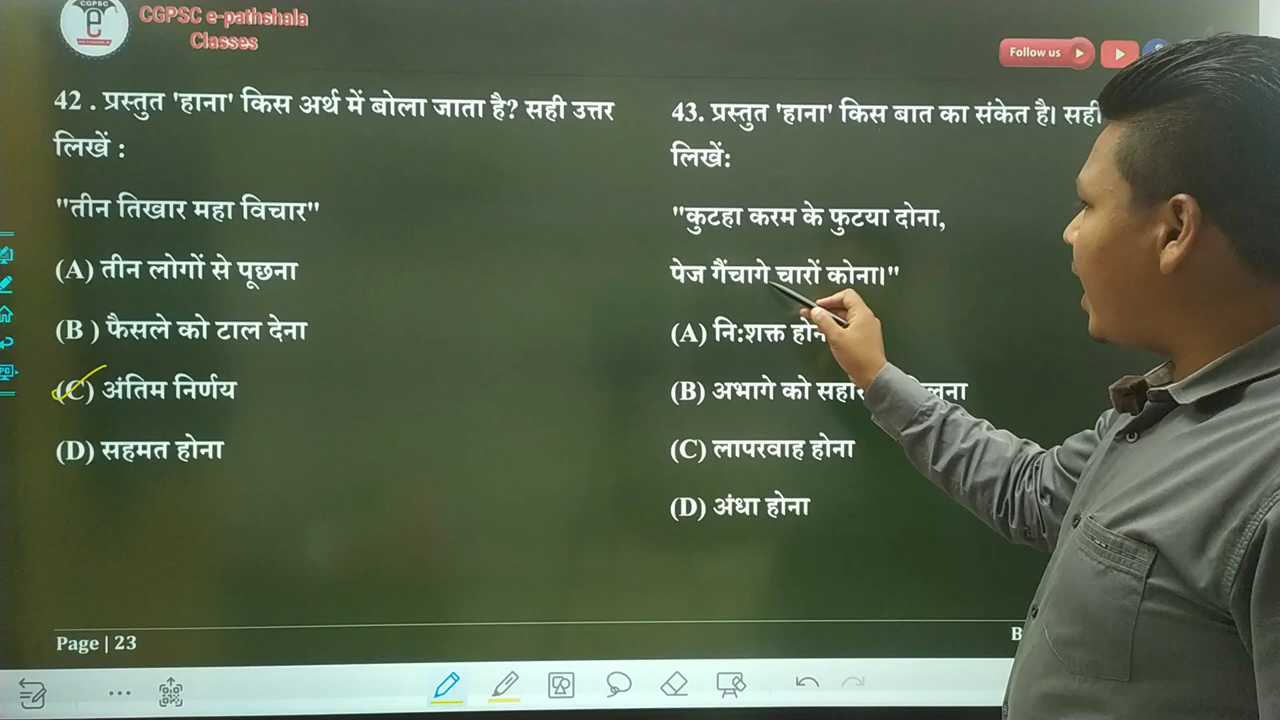 CGPSC
e
CGPSC e-pathshala
Classes
Follow us
42 . प्रस्तुत 'हाना' किस अर्थ में बोला जाता है? सही उत्तर
लिखें :
"तीन तिखार महा विचार"
(A) तीन लोगों से पूछना
(B ) फैसले को टाल देना
(C) अंतिम निर्णय
(D) सहमत होना
43. प्रस्तुत 'हाना' किस बात का संकेत है। सही
लिखें:
"कुटहा करम के फुटया दोना,
पेज गैंचागे चारों कोना।"
(A) नि:शक्त
(B) अभागे को
(C) लापरवाह होना
(D) अंधा होना
Page | 23